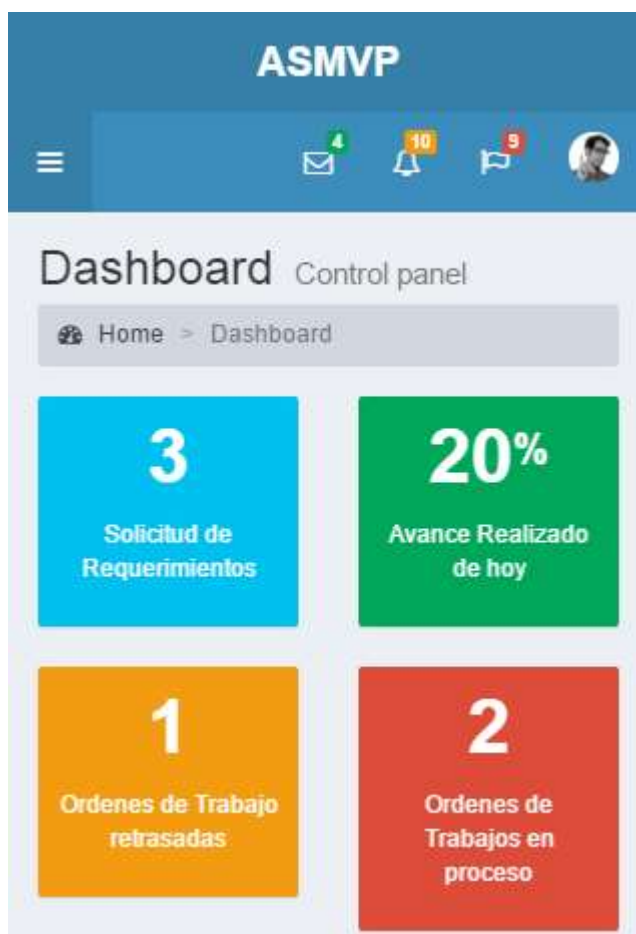 ASMVP
4 10 9
Dashboard Control panel
Home > Dashboard
3
Solicitud de
Requerimientos
20%
Avance Realizado
de hoy
1
Ordenes de Trabajo
retrasadas
2
Ordenes de
Trabajos en
proceso